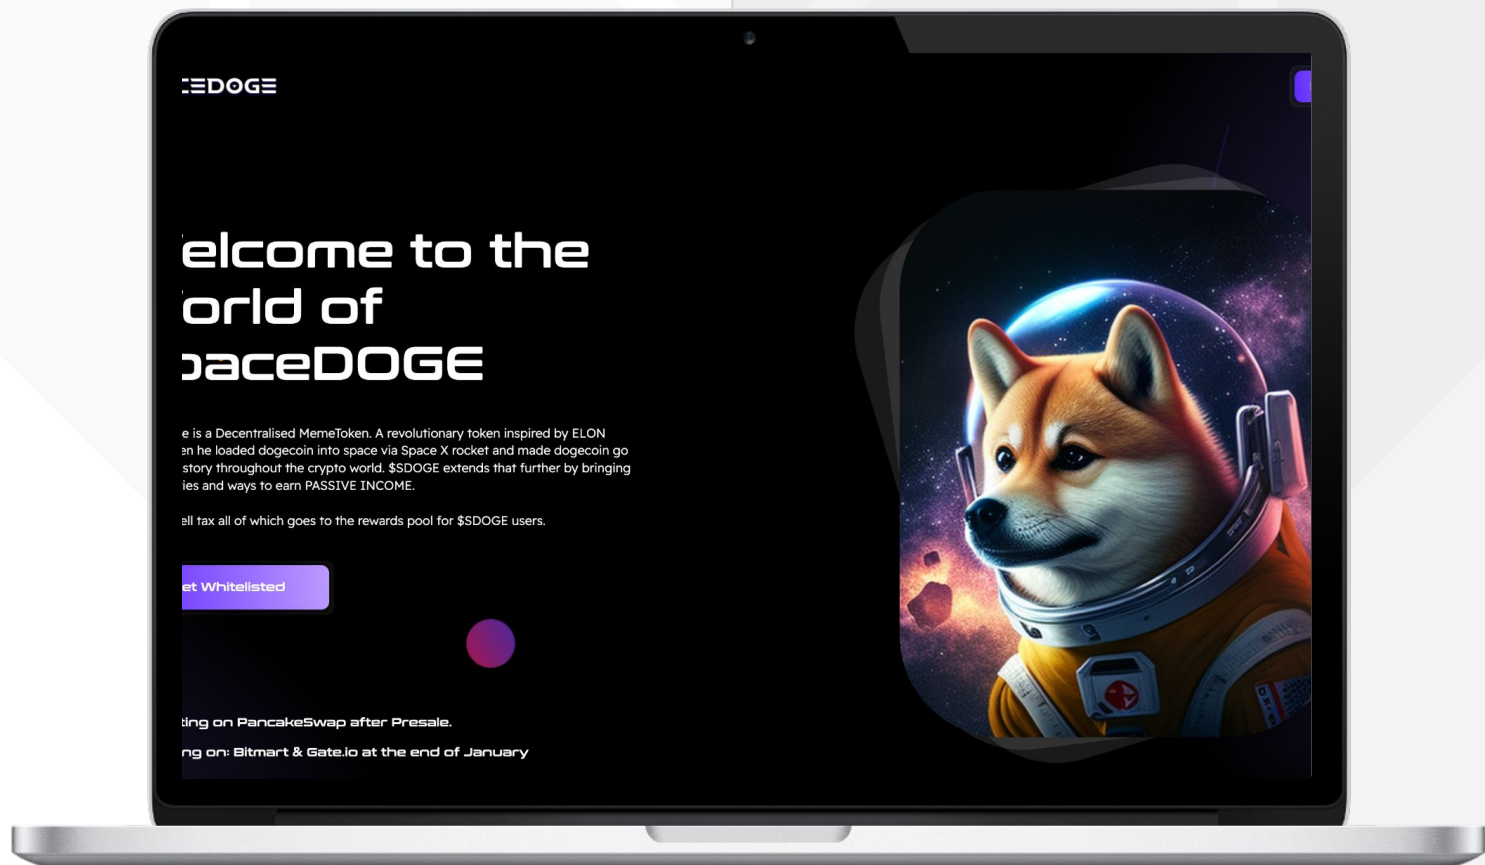 CEDOGE
elcome to the
orld of
paceDOGE
e is a Decentralised MemeToken. A revolutionary token inspired by ELON
en he loaded dogecoin into space via Space X rocket and made dogecoin go
story throughout the crypto world. $SDOGE extends that further by bringing
ies and ways to earn PASSIVE INCOME.
ell tax all of which goes to the rewards pool for $SDOGE users.
et Whitelisted
ting on PancakeSwap after Presale.
ng on: Bitmart & Gate.io at the end of January